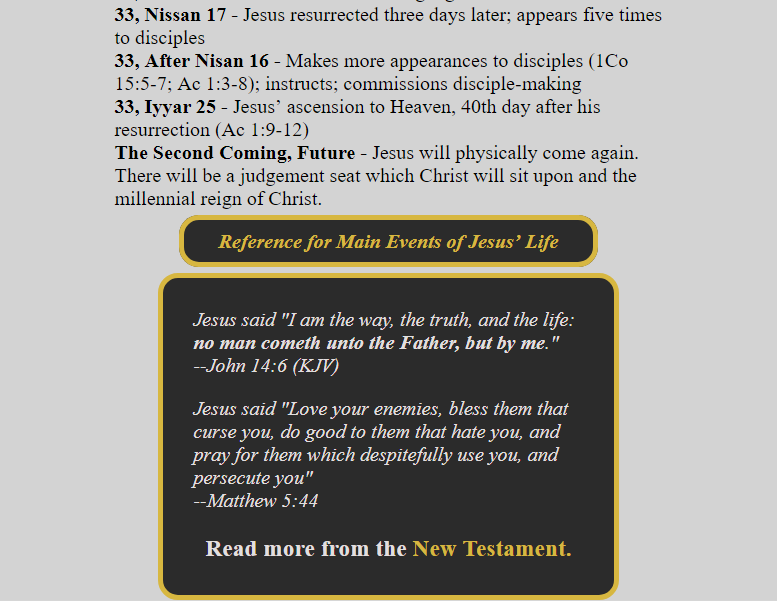 33, Nissan 17 - Jesus resurrected three days later; appears five times
to disciples
33, After Nisan 16 - Makes more appearances to disciples (1Co
15:5-7; Ac 1:3-8); instructs; commissions disciple-making
33, Iyyar 25 - Jesus’ ascension to Heaven, 40th day after his
resurrection (Ac 1:9-12)
The Second Coming, Future - Jesus will physically come again.
There will be a judgement seat which Christ will sit upon and the
millennial reign of Christ.
Reference for Main Events of Jesus’ Life
Jesus said "I am the way, the truth, and the life:
no man cometh unto the Father, but by me."
--John 14:6 (KJV)
Jesus said "Love your enemies, bless them that
curse you, do good to them that hate you, and
pray for them which despitefully use you, and
persecute you"
--Matthew 5:44
Read more from the New Testament.